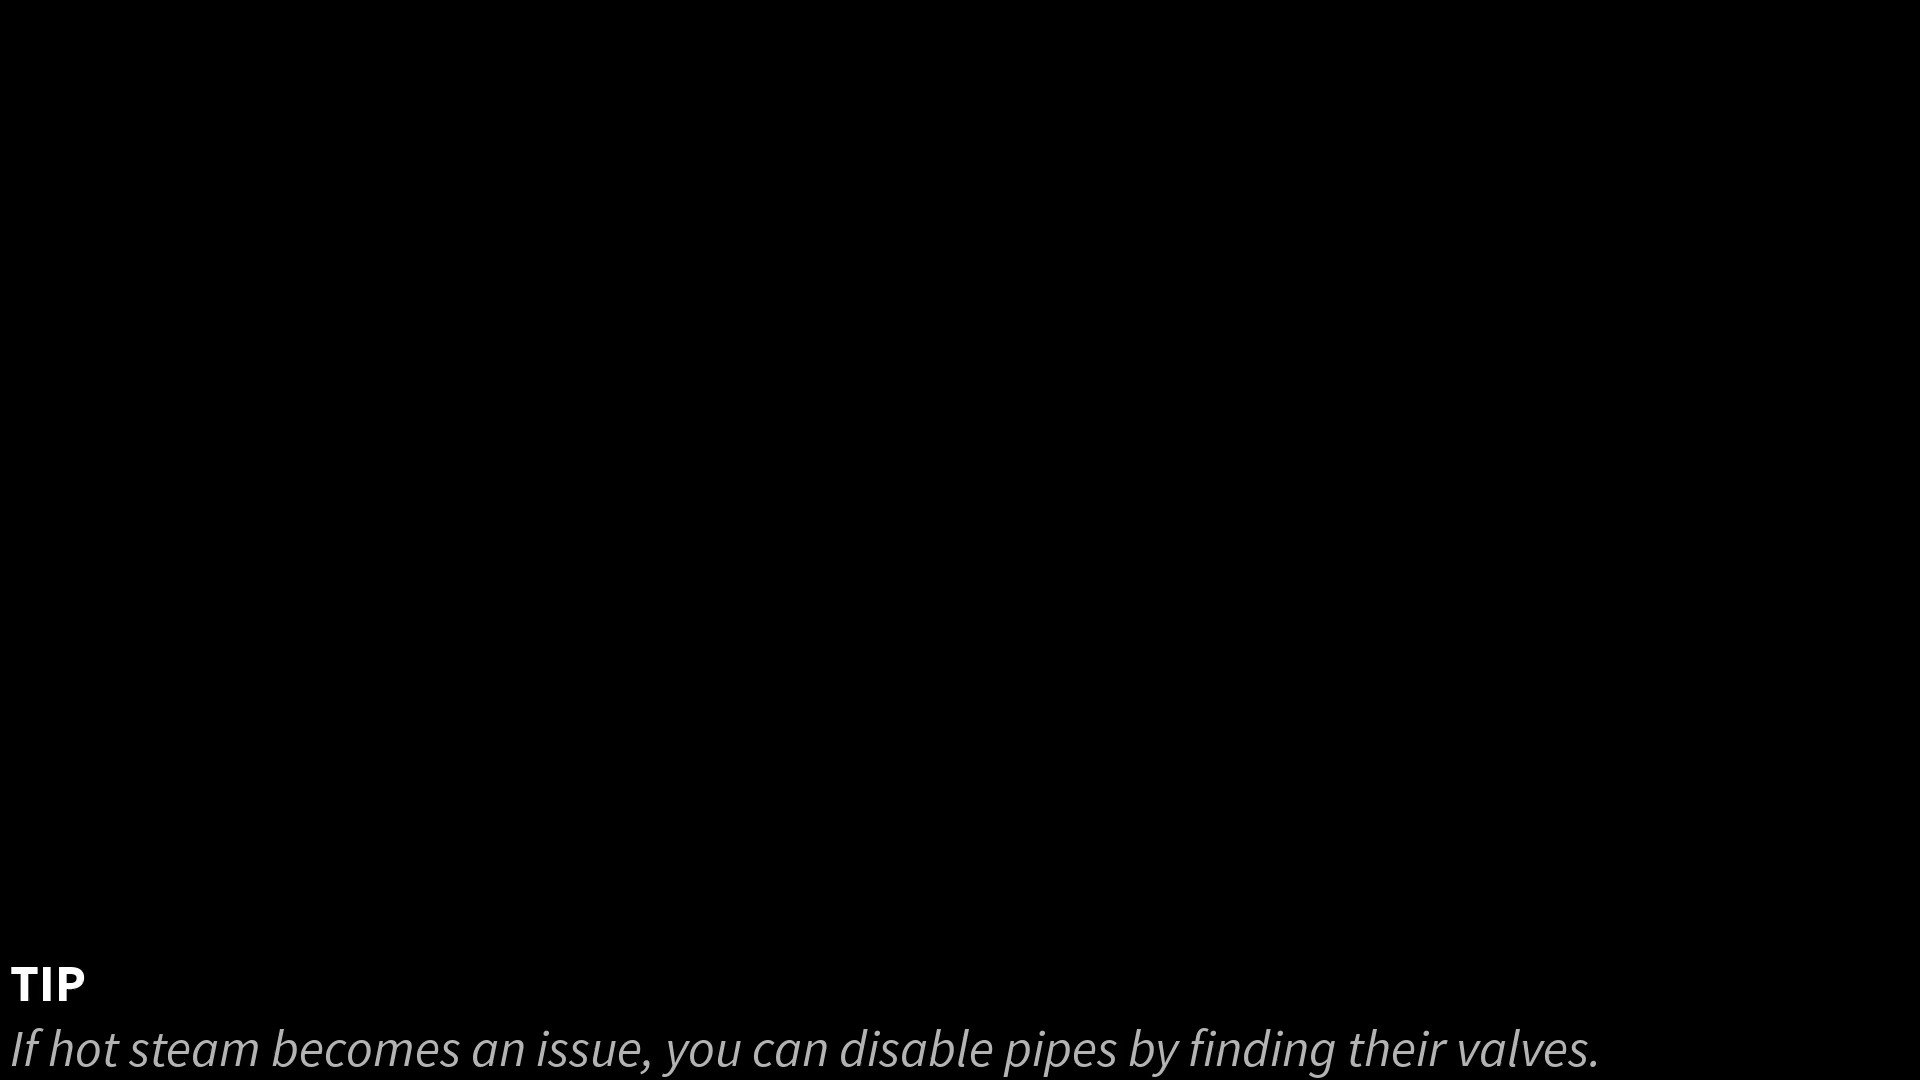 TIP
If hot steam becomes an issue, you can disable pipes by finding their valves.